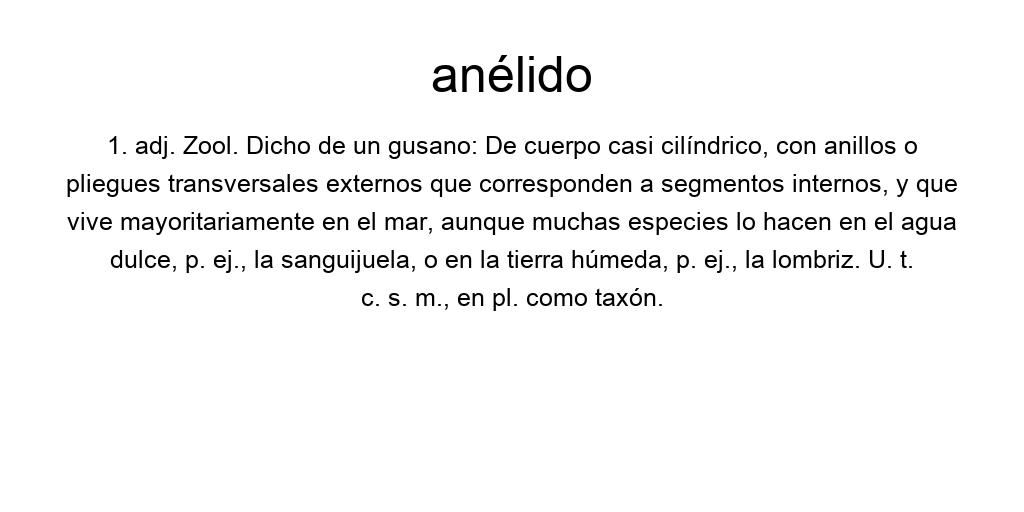 anélido
1. adj. Zool. Dicho de un gusano: De cuerpo casi cilíndrico, con anillos o
pliegues transversales externos que corresponden a segmentos internos, y que
vive mayoritariamente en el mar, aunque muchas especies lo hacen en el agua
dulce, p. ej., la sanguijuela, o en la tierra húmeda, p. ej., la lombriz. U. t.
c. s. m., en pl. como taxón.